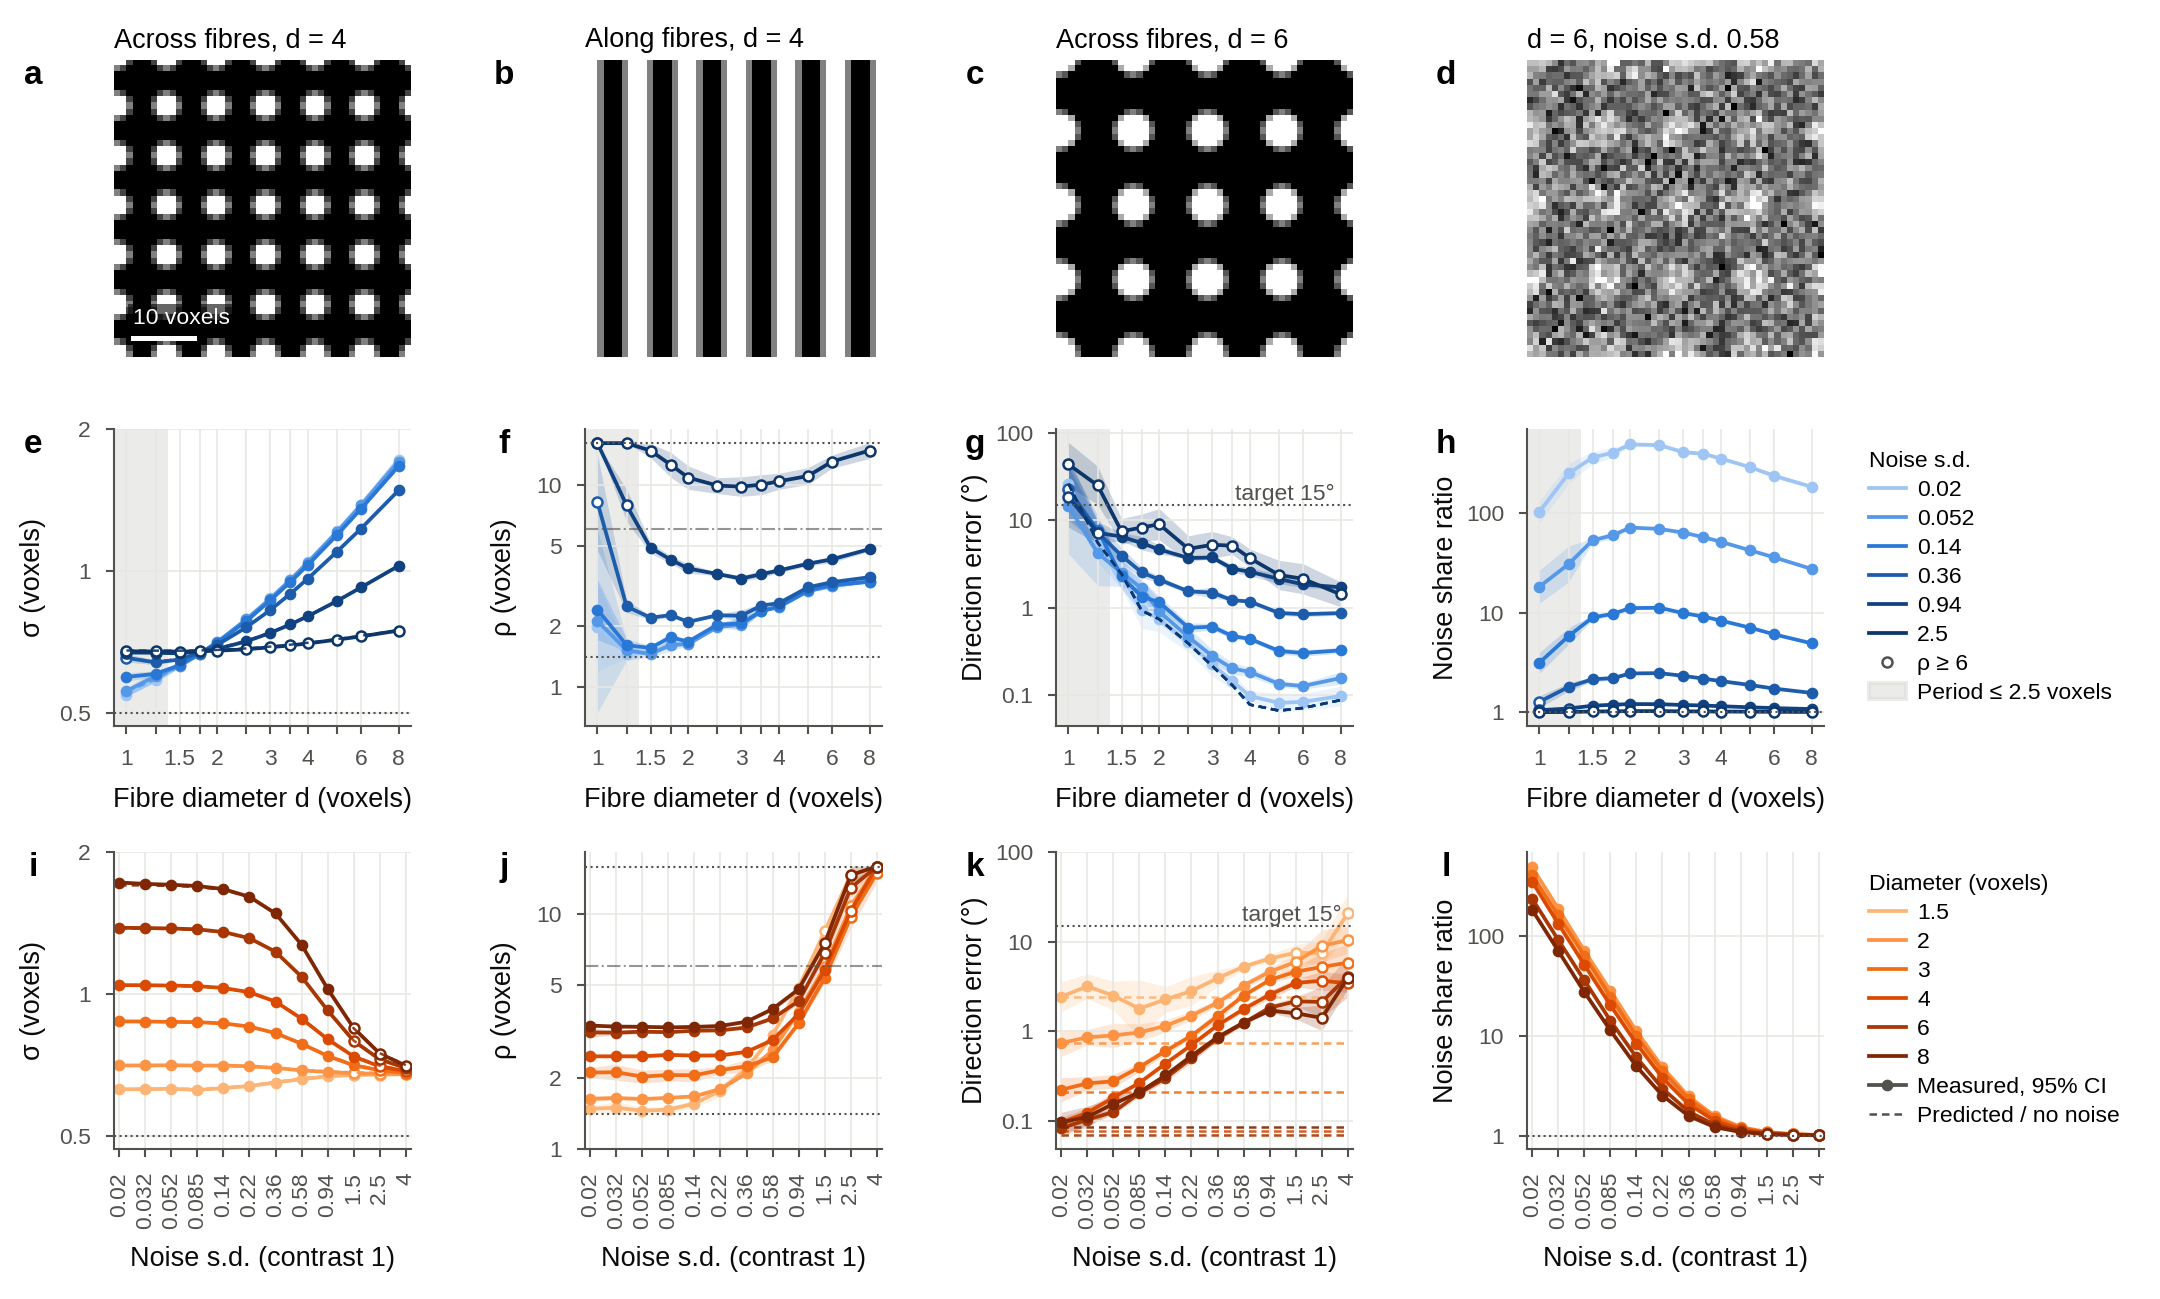 Across fibres, d = 4
Along fibres, d = 4
Across fibres, d = 6
d = 6, noise s.d. 0.58
a
b
c
d
10 voxels
e
2
1
0.5
σ (voxels)
1
1.5
2
3
4
6
8
Fibre diameter d (voxels)
f
10
5
2
1
ρ (voxels)
1
1.5
2
3
4
6
8
Fibre diameter d (voxels)
g
100
10
1
0.1
Direction error (°)
target 15°
1
1.5
2
3
4
6
8
Fibre diameter d (voxels)
h
100
10
1
Noise share ratio
1
1.5
2
3
4
6
8
Fibre diameter d (voxels)
Noise s.d.
0.02
0.052
0.14
0.36
0.94
2.5
ρ ≥ 6
Period ≤ 2.5 voxels
i
2
1
0.5
σ (voxels)
0.02
0.032
0.052
0.085
0.14
0.22
0.36
0.58
0.94
1.5
2.5
4
Noise s.d. (contrast 1)
j
10
5
2
1
ρ (voxels)
0.02
0.032
0.052
0.085
0.14
0.22
0.36
0.58
0.94
1.5
2.5
4
Noise s.d. (contrast 1)
k
100
10
1
0.1
Direction error (°)
target 15°
0.02
0.032
0.052
0.085
0.14
0.22
0.36
0.58
0.94
1.5
2.5
4
Noise s.d. (contrast 1)
l
100
10
1
Noise share ratio
0.02
0.032
0.052
0.085
0.14
0.22
0.36
0.58
0.94
1.5
2.5
4
Noise s.d. (contrast 1)
Diameter (voxels)
1.5
2
3
4
6
8
Measured, 95% CI
Predicted / no noise